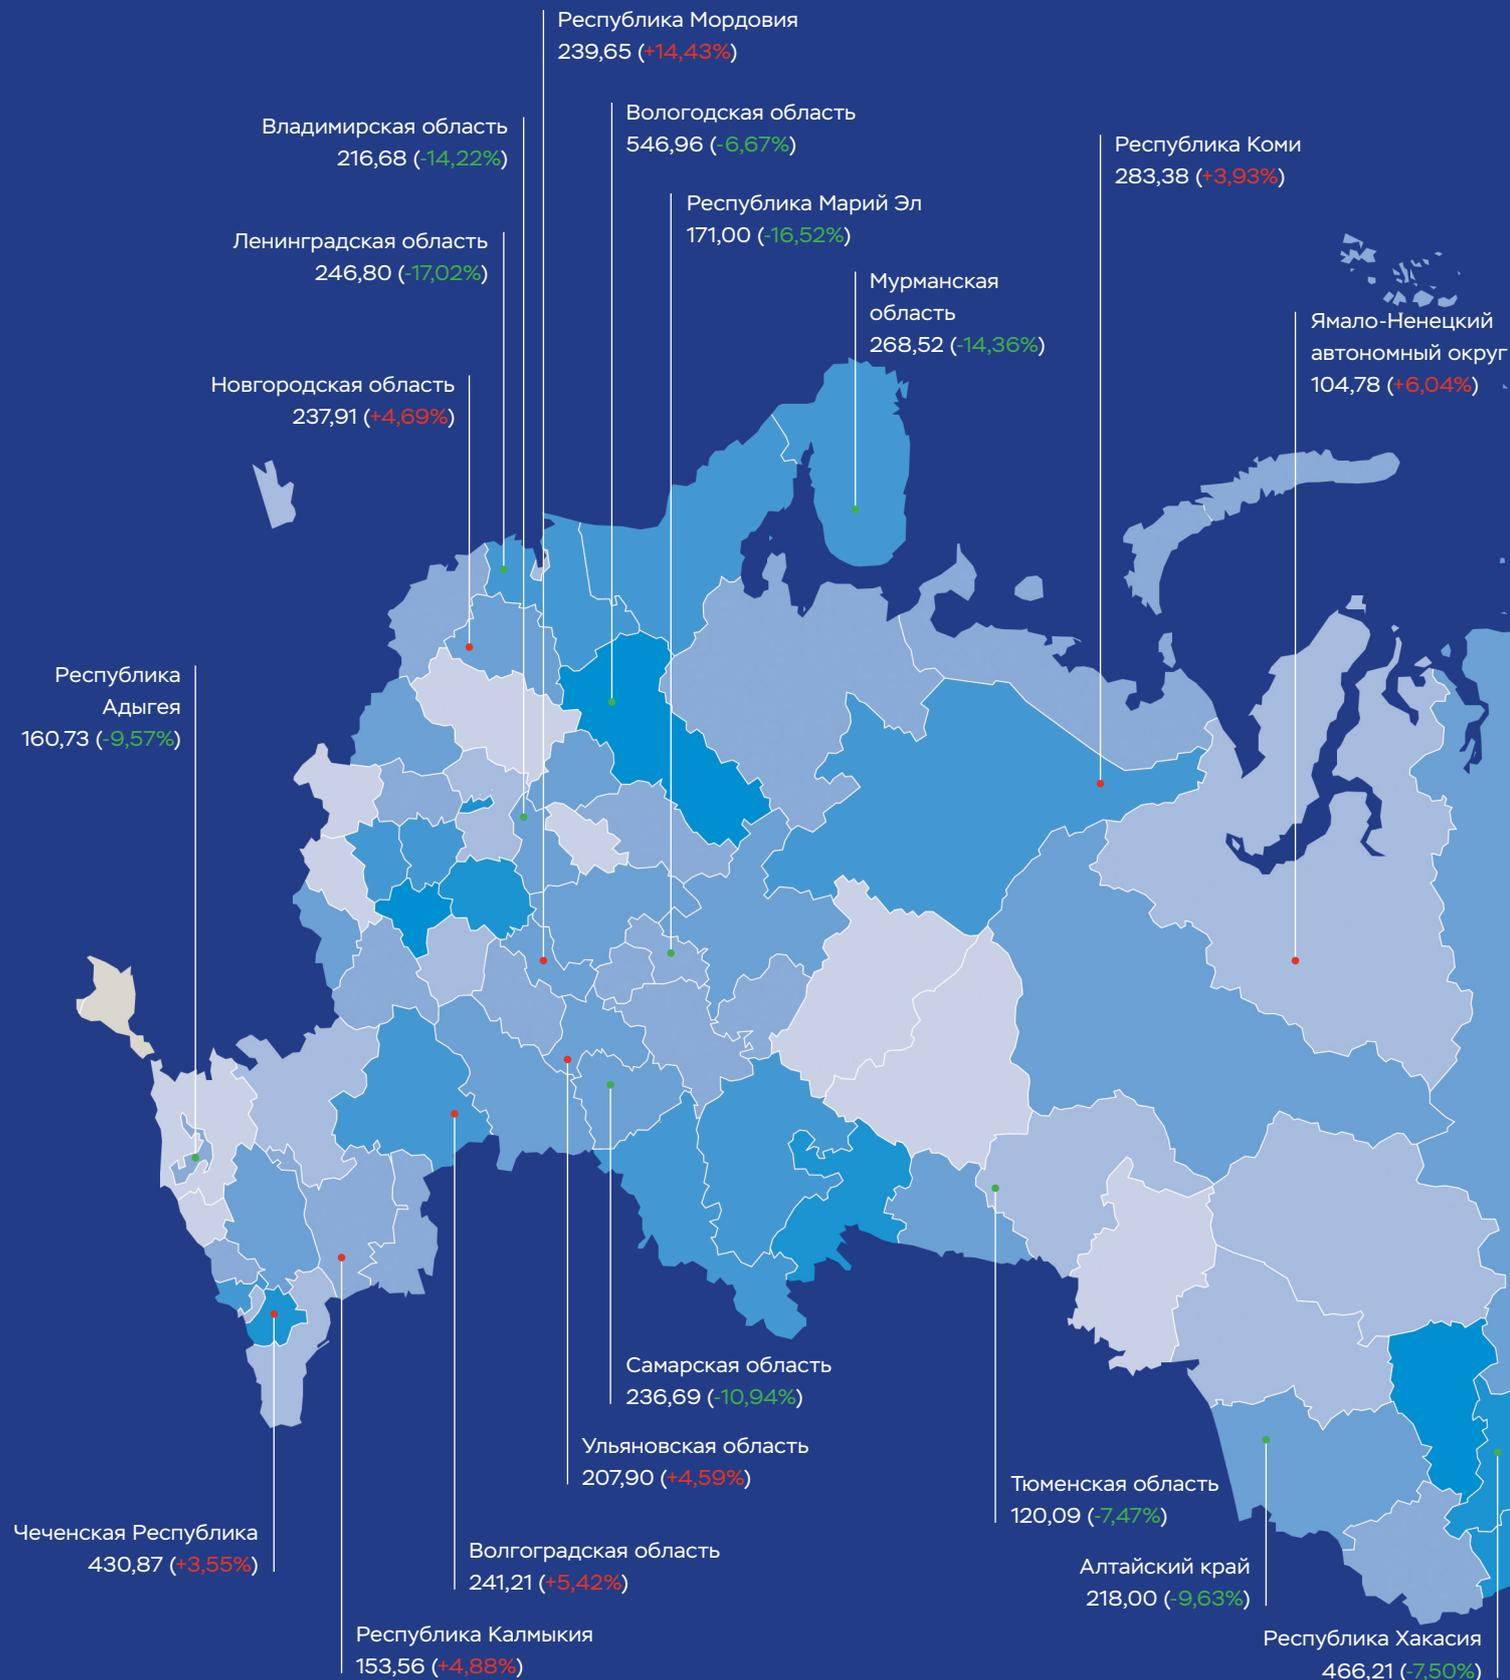 Республика Мордовия
239,65 (+14,43%)
Владимирская область
216,68 (-14,22%)
Вологодская область
546,96 (-6,67%)
Республика Коми
283,38 (+3,93%)
Республика Марий Эл
171,00 (-16,52%)
Ленинградская область
246,80 (-17,02%)
Мурманская
область
268,52 (-14,36%)
Ямало-Ненецкий
автономный округ
104,78 (+6,04%)
Новгородская область
237,91 (+4,69%)
Республика
Адыгея
160,73 (-9,57%)
Самарская область
236,69 (-10,94%)
Ульяновская область
207,90 (+4,59%)
Тюменская область
120,09 (-7,47%)
Чеченская Республика
430,87 (+3,55%)
Волгоградская область
241,21 (+5,42%)
Алтайский край
218,00 (-9,63%)
Республика Калмыкия
153,56 (+4,88%)
Республика Хакасия
466,21 (-7,50%)